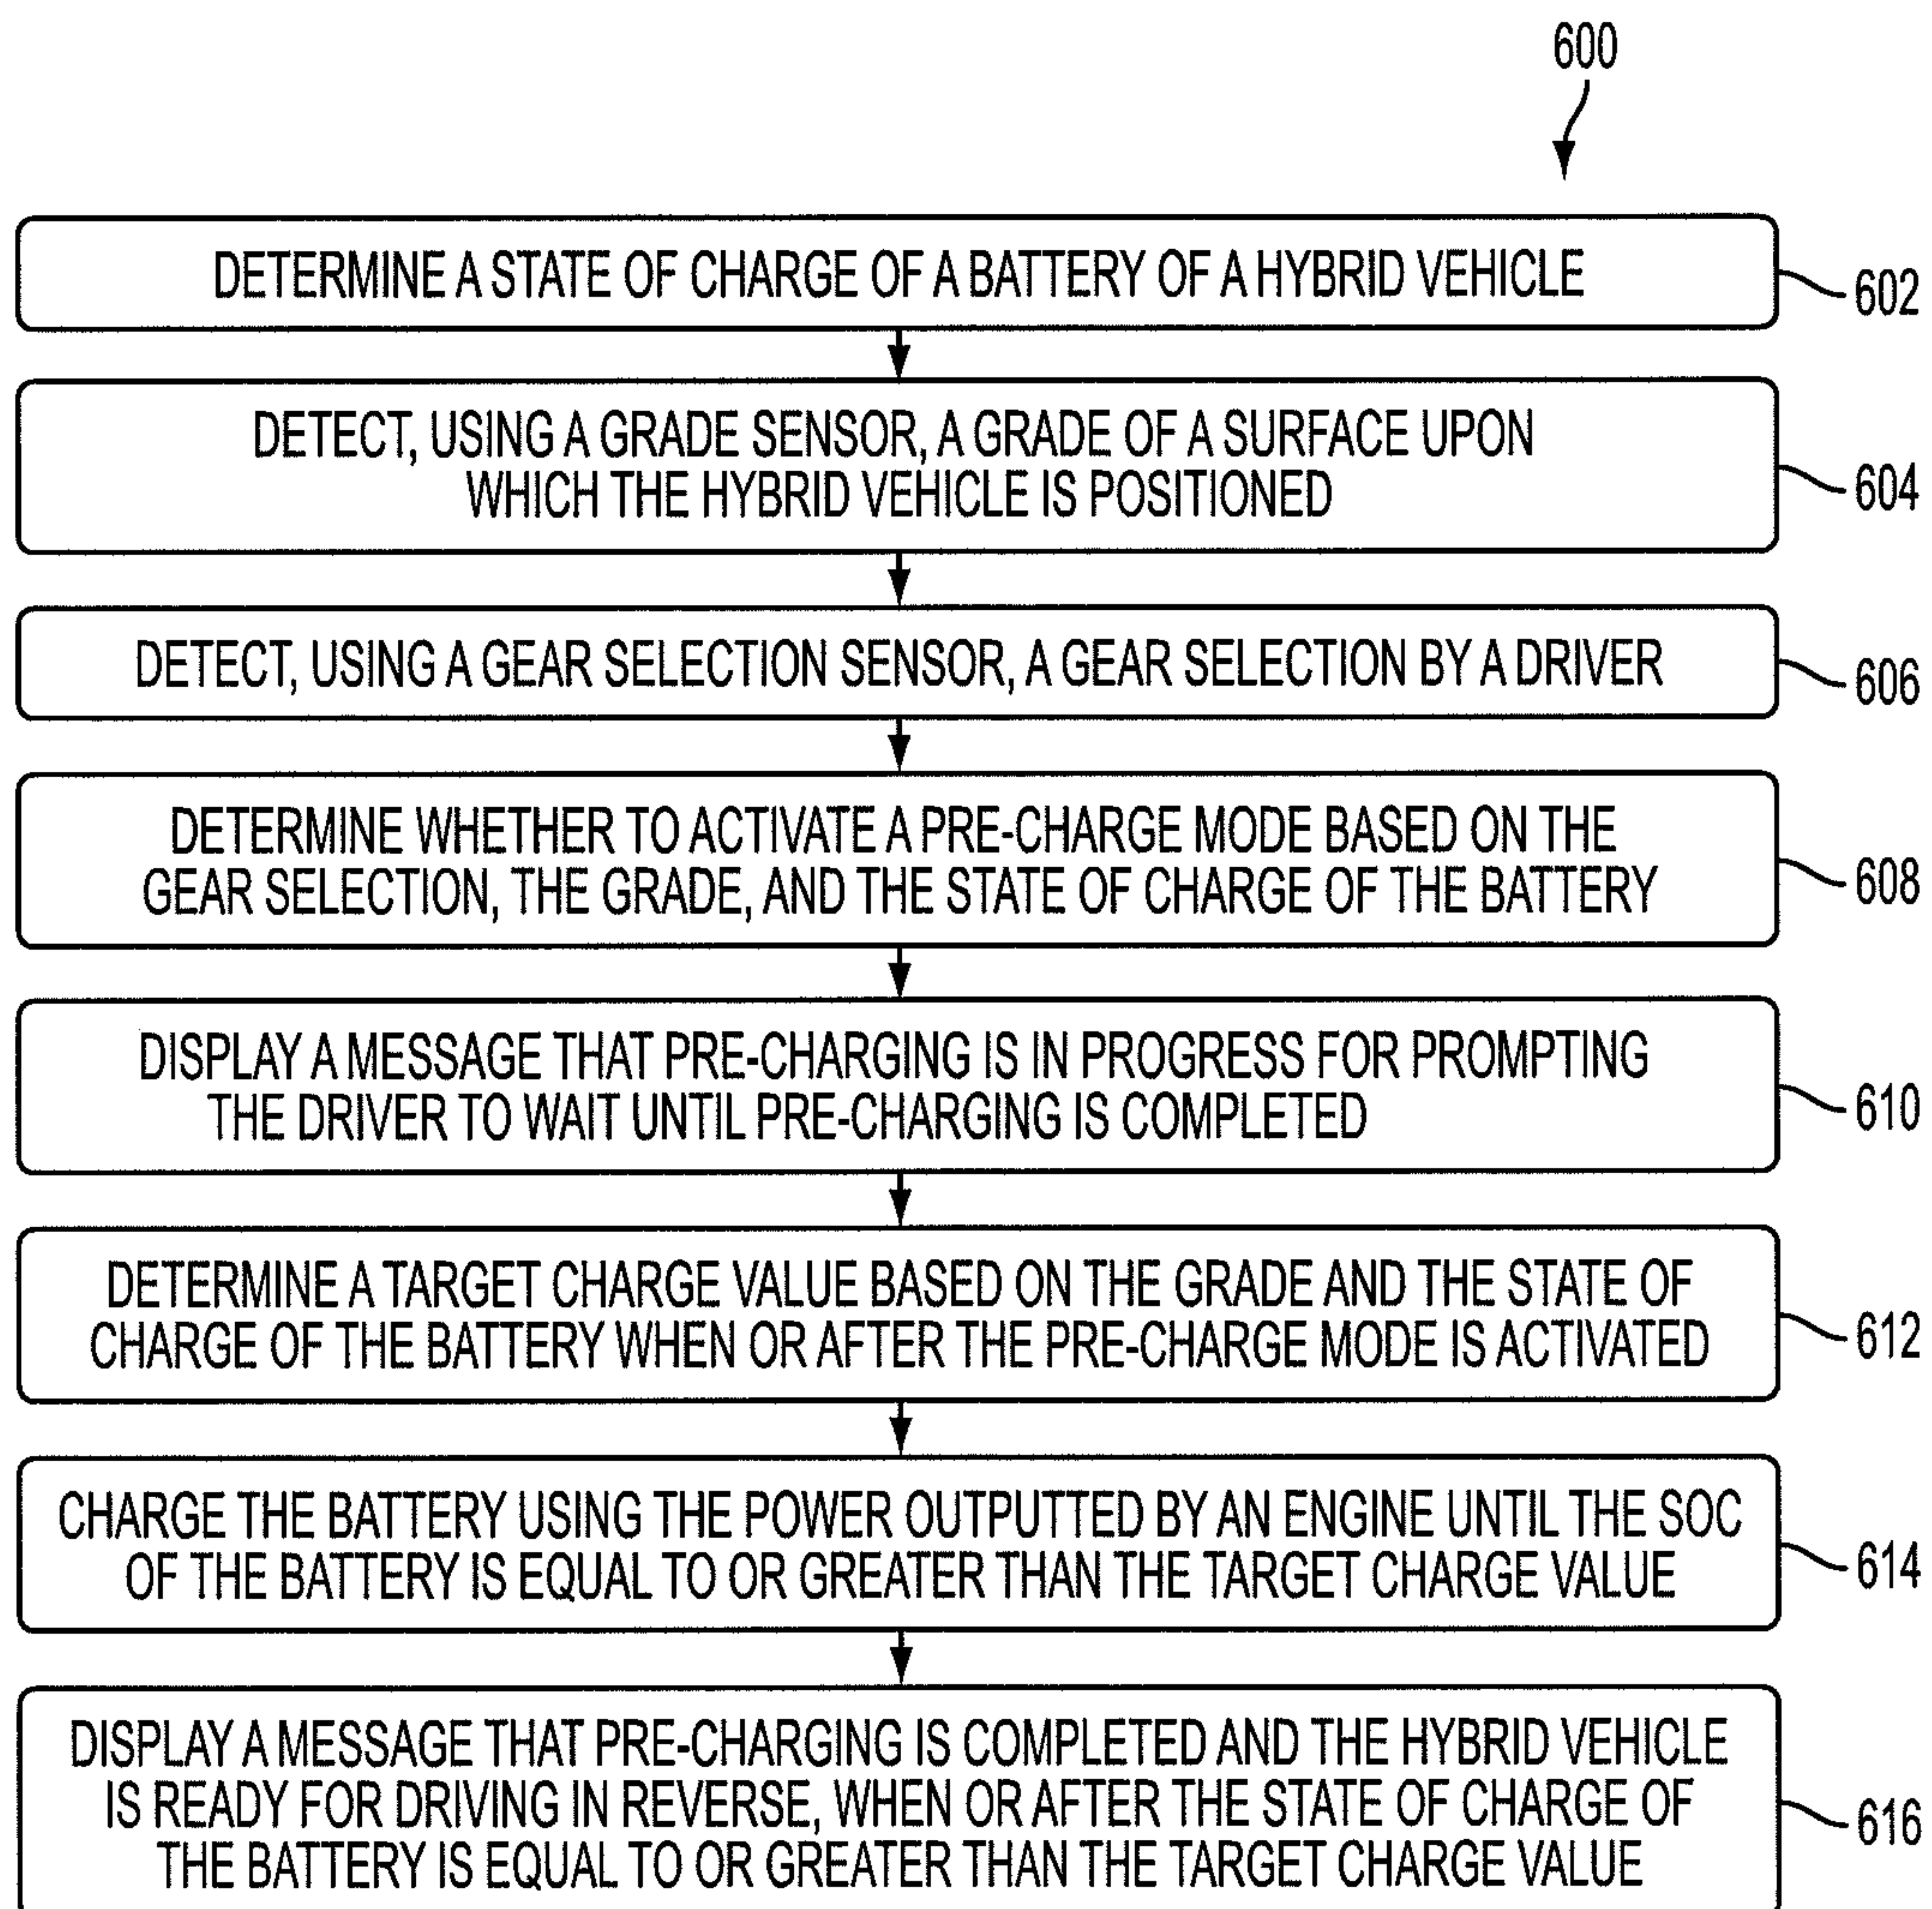 600
DETERMINE A STATE OF CHARGE OF A BATTERY OF A HYBRID VEHICLE
602
DETECT, USING A GRADE SENSOR, A GRADE OF A SURFACE UPON
WHICH THE HYBRID VEHICLE IS POSITIONED
604
DETECT, USING A GEAR SELECTION SENSOR, A GEAR SELECTION BY A DRIVER
606
DETERMINE WHETHER TO ACTIVATE A PRE-CHARGE MODE BASED ON THE
GEAR SELECTION, THE GRADE, AND THE STATE OF CHARGE OF THE BATTERY
608
DISPLAY A MESSAGE THAT PRE-CHARGING IS IN PROGRESS FOR PROMPTING
THE DRIVER TO WAIT UNTIL PRE-CHARGING IS COMPLETED
610
DETERMINE A TARGET CHARGE VALUE BASED ON THE GRADE AND THE STATE OF
CHARGE OF THE BATTERY WHEN OR AFTER THE PRE-CHARGE MODE IS ACTIVATED
612
CHARGE THE BATTERY USING THE POWER OUTPUTTED BY AN ENGINE UNTIL THE SOC
OF THE BATTERY IS EQUAL TO OR GREATER THAN THE TARGET CHARGE VALUE
614
DISPLAY A MESSAGE THAT PRE-CHARGING IS COMPLETED AND THE HYBRID VEHICLE
IS READY FOR DRIVING IN REVERSE, WHEN OR AFTER THE STATE OF CHARGE OF
THE BATTERY IS EQUAL TO OR GREATER THAN THE TARGET CHARGE VALUE
616